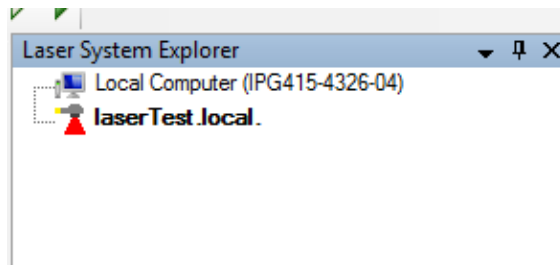 Laser System Explorer
Local Computer (IPG415-4326-04)
laserTest.local.